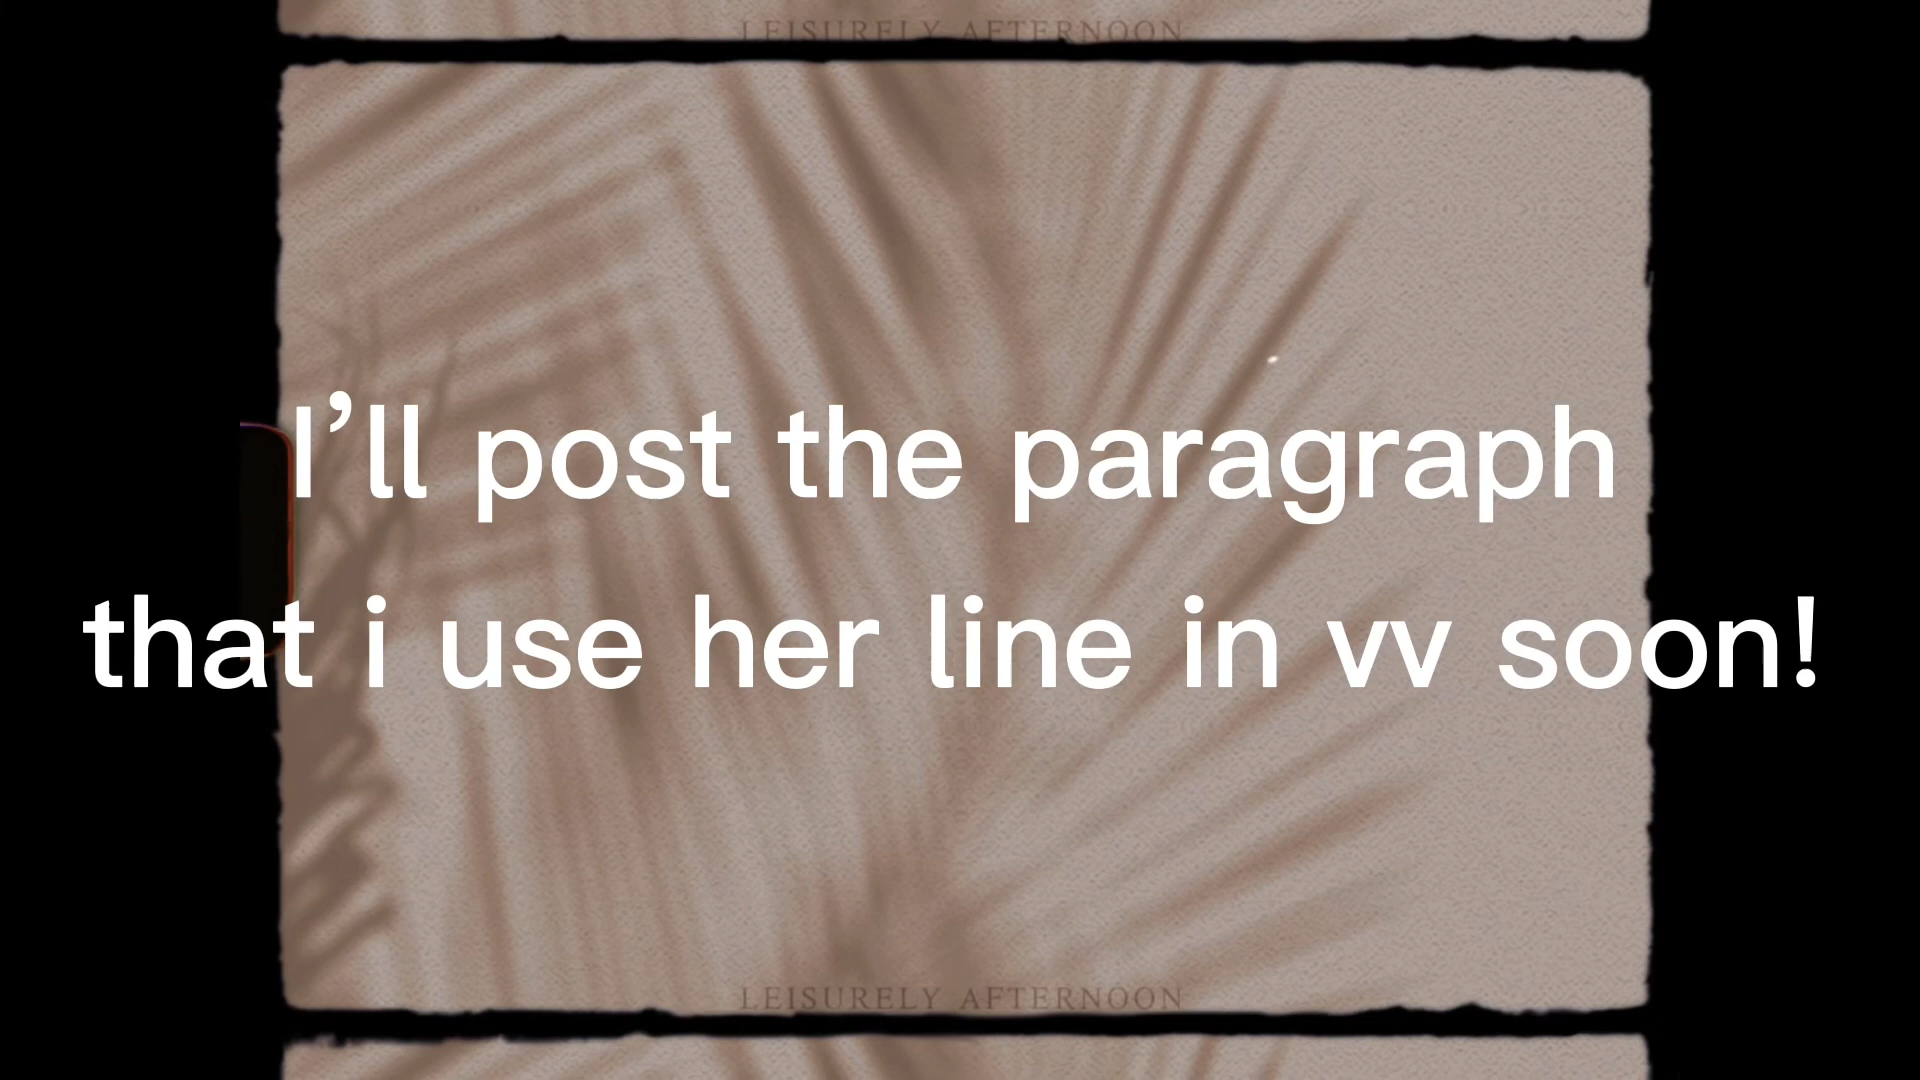 LEISURELY AFTERNOON
I’ll post the paragraph
that i use her line in vv soon!
LEISURELY AFTERNOON